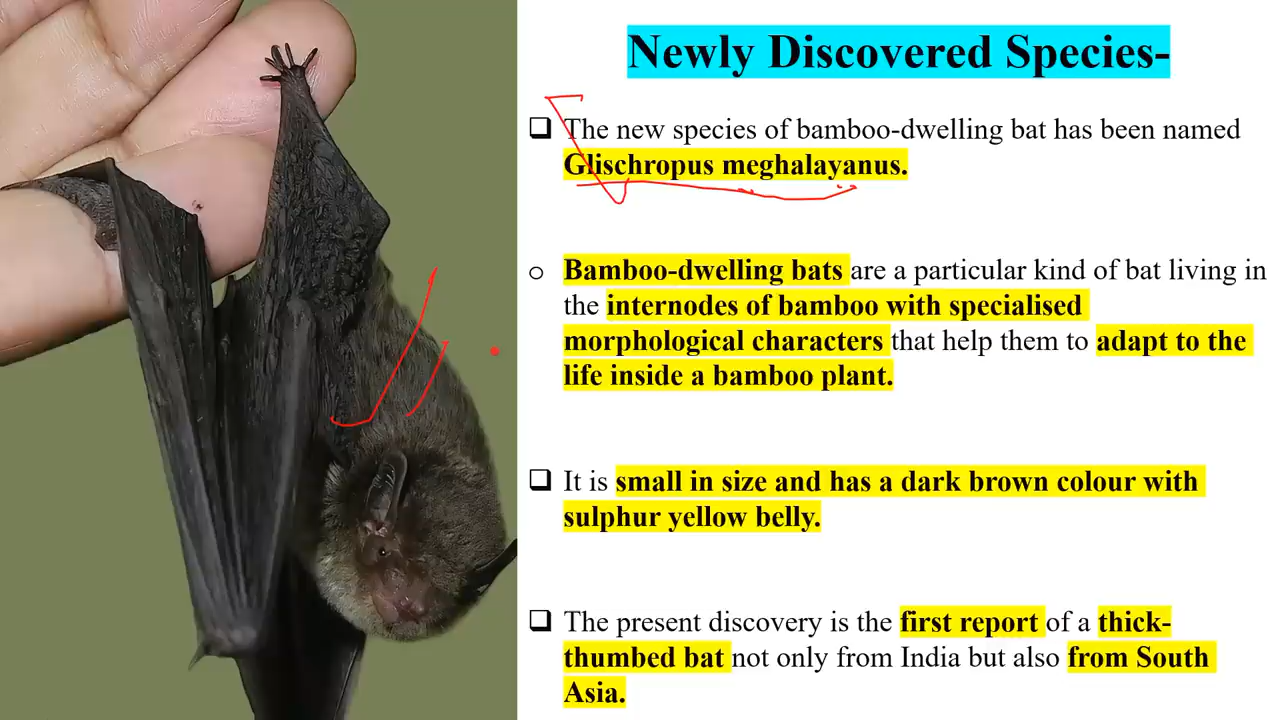 Newly Discovered Species-
❑ The new species of bamboo-dwelling bat has been named
Glischropus meghalayanus.
○ Bamboo-dwelling bats are a particular kind of bat living in
the internodes of bamboo with specialised
morphological characters that help them to adapt to the
life inside a bamboo plant.
❑ It is small in size and has a dark brown colour with
sulphur yellow belly.
❑ The present discovery is the first report of a thick-
thumbed bat not only from India but also from South
Asia.